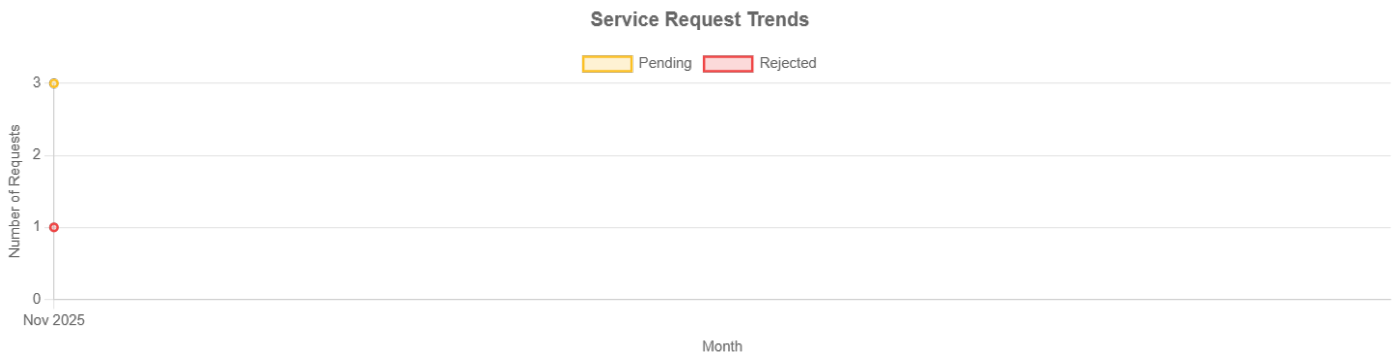 Service Request Trends
Pending Rejected
3
2
1
0
Number of Requests
Nov 2025
Month